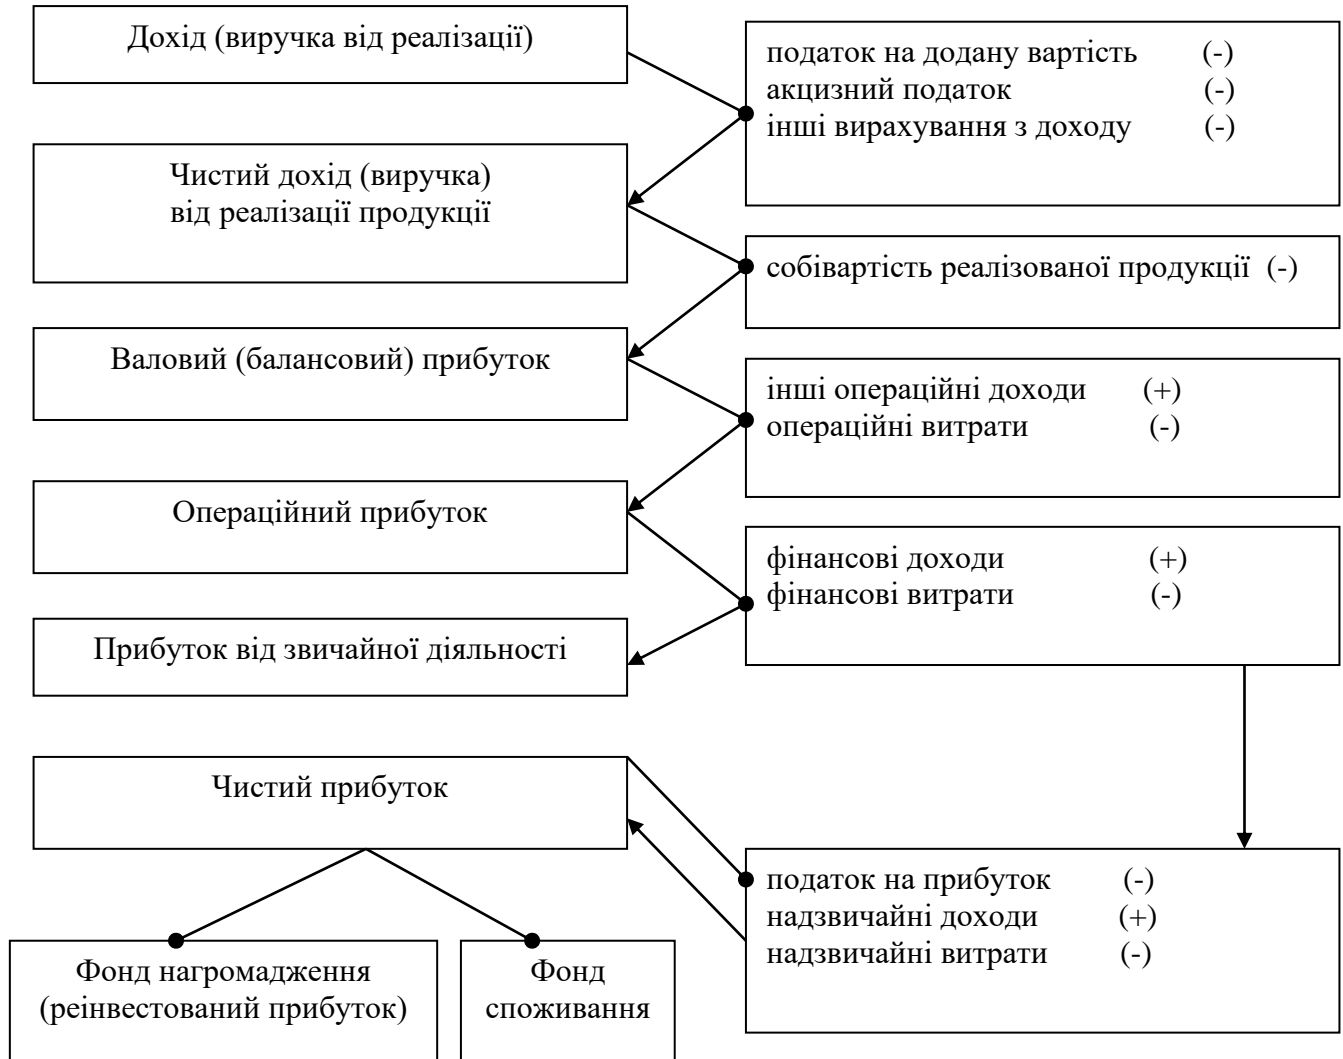 Дохід (виручка від реалізації)
податок на додану вартість (-)
акцизний податок (-)
інші вирахування з доходу (-)
Чистий дохід (виручка)
від реалізації продукції
собівартість реалізованої продукції (-)
Валовий (балансовий) прибуток
інші операційні доходи (+)
операційні витрати (-)
Операційний прибуток
фінансові доходи (+)
фінансові витрати (-)
Прибуток від звичайної діяльності
Чистий прибуток
податок на прибуток (-)
надзвичайні доходи (+)
надзвичайні витрати (-)
Фонд нагромадження
(реінвестований прибуток)
Фонд
споживання